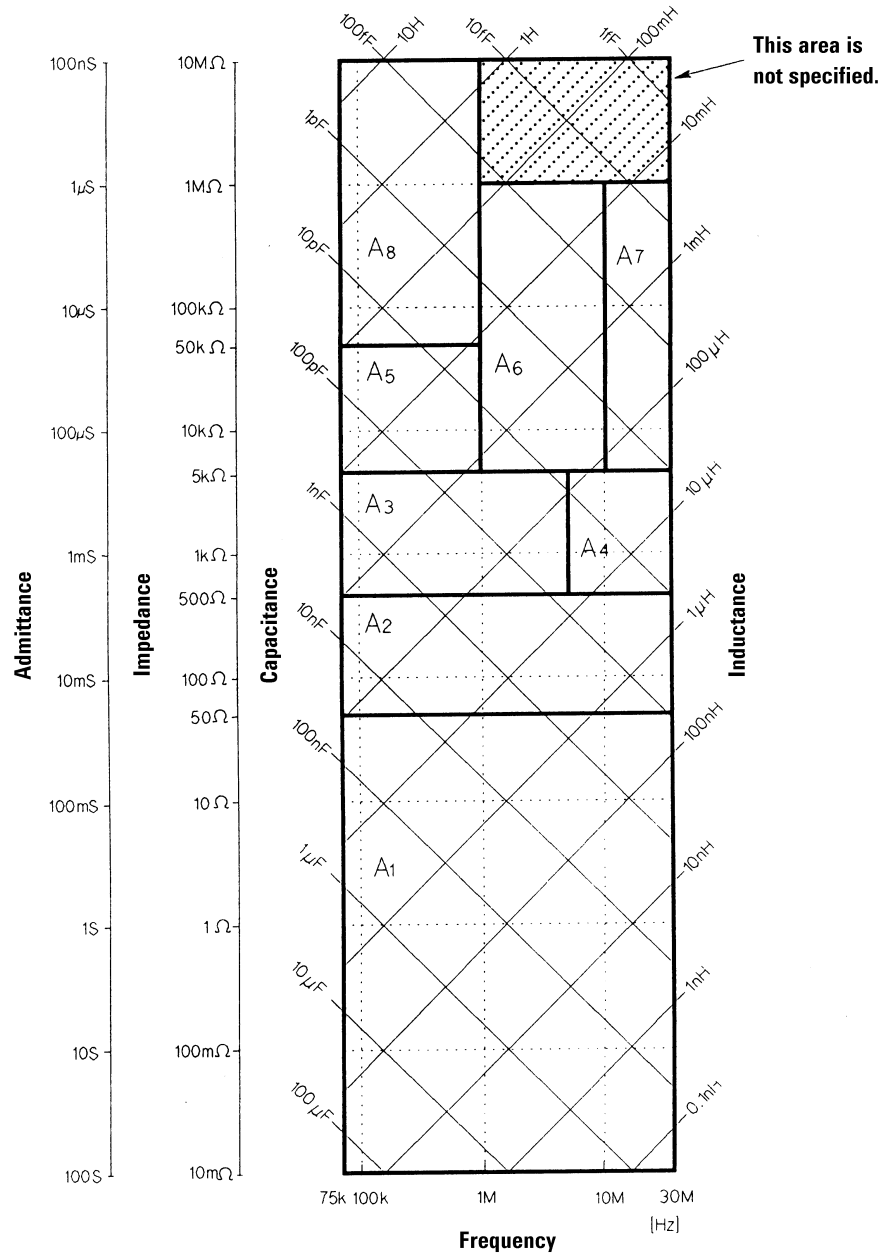 100fF
10H
10fF
1H
1fF
100mH
This area is
not specified.
100nS
10MΩ
1pF
10mH
1µS
1MΩ
10pF
A8
A7
1mH
10µS
100kΩ
50kΩ
100pF
A5
A6
100µH
100µS
10kΩ
5kΩ
1nF
A3
10µH
1mS
1kΩ
A4
500Ω
10nF
A2
1µH
Admittance
Impedance
Capacitance
Inductance
10mS
100Ω
50Ω
100nF
100nH
100mS
10Ω
1µF
A1
10nH
1S
1Ω
10µF
1nH
10S
100mΩ
100µF
0.1nH
100S
10mΩ
75k 100k 1M 10M 30M
[Hz]
Frequency